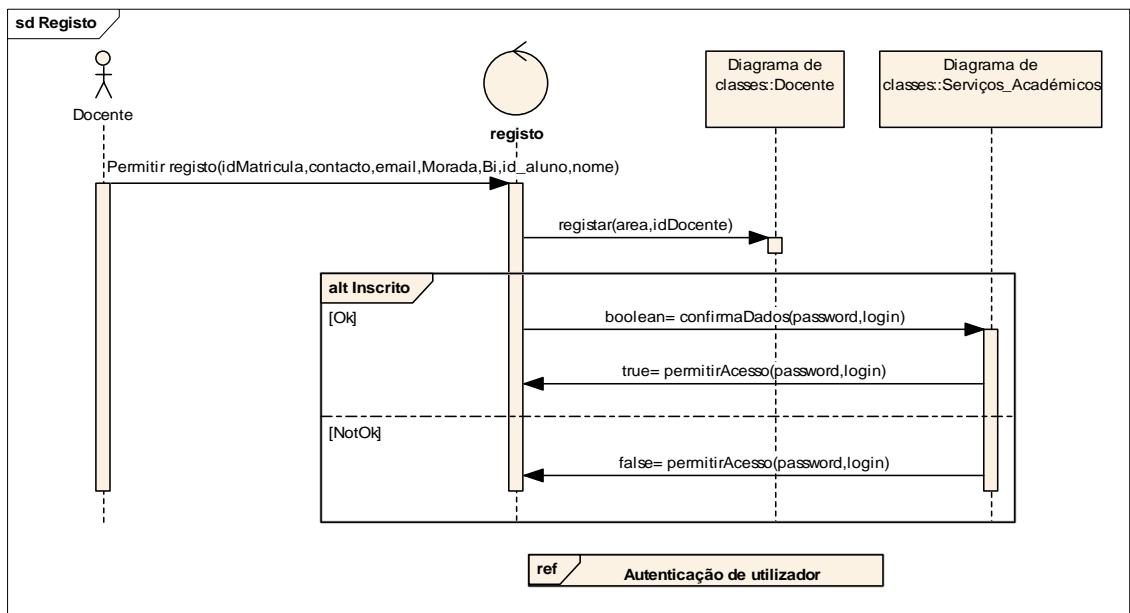 sd Registo
Docente
registo
Diagrama de
classes::Docente
Diagrama de
classes::Serviços_Académicos
Permitir registo(idMatricula,contacto,email,Morada,Bi,id_aluno,nome)
registar(area,idDocente)
alt Inscrito
[Ok]
boolean= confirmaDados(password,login)
true= permitirAcesso(password,login)
[NotOk]
false= permitirAcesso(password,login)
ref
Autenticação de utilizador